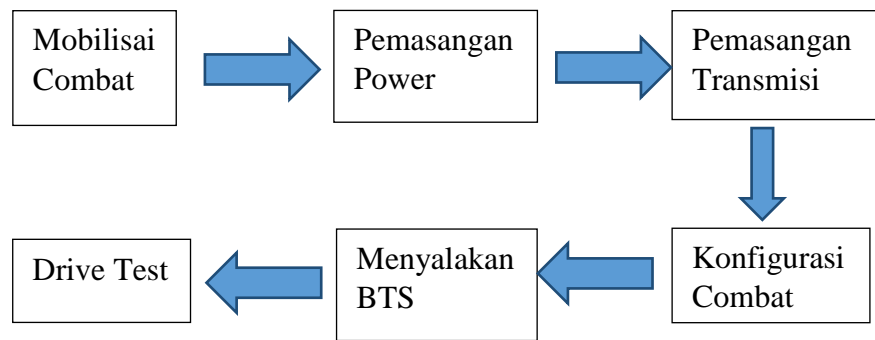 Mobilisai
Combat
Pemasangan
Power
Pemasangan
Transmisi
Konfigurasi
Combat
Menyalakan
BTS
Drive Test